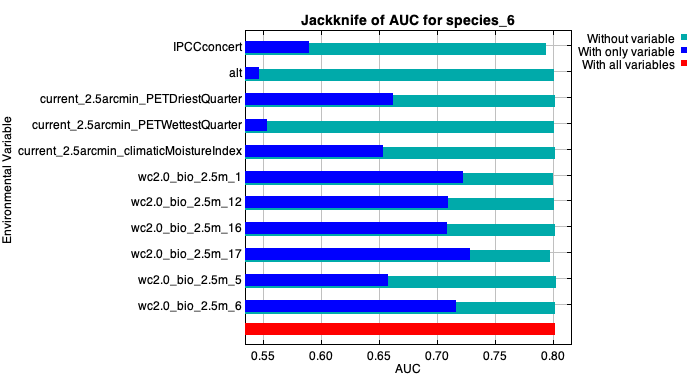 Jackknife of AUC for species_6
Without variable
With only variable
With all variables
Environmental Variable
IPCCconcert
alt
current_2.5arcmin_PETDriestQuarter
current_2.5arcmin_PETWettestQuarter
current_2.5arcmin_climaticMoistureIndex
wc2.0_bio_2.5m_1
wc2.0_bio_2.5m_12
wc2.0_bio_2.5m_16
wc2.0_bio_2.5m_17
wc2.0_bio_2.5m_5
wc2.0_bio_2.5m_6
0.55 0.60 0.65 0.70 0.75 0.80
AUC